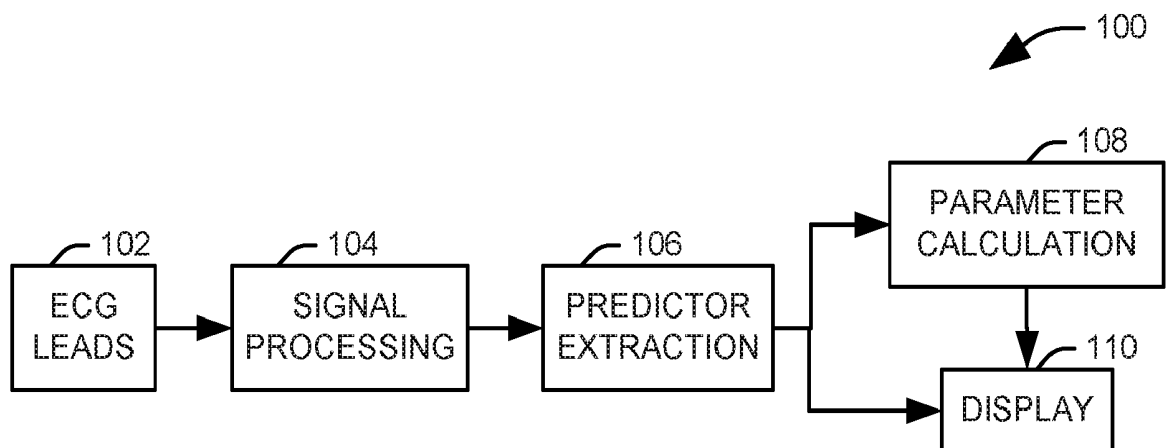 100
108
PARAMETER
CALCULATION
102
ECG
LEADS
104
SIGNAL
PROCESSING
106
PREDICTOR
EXTRACTION
110
DISPLAY